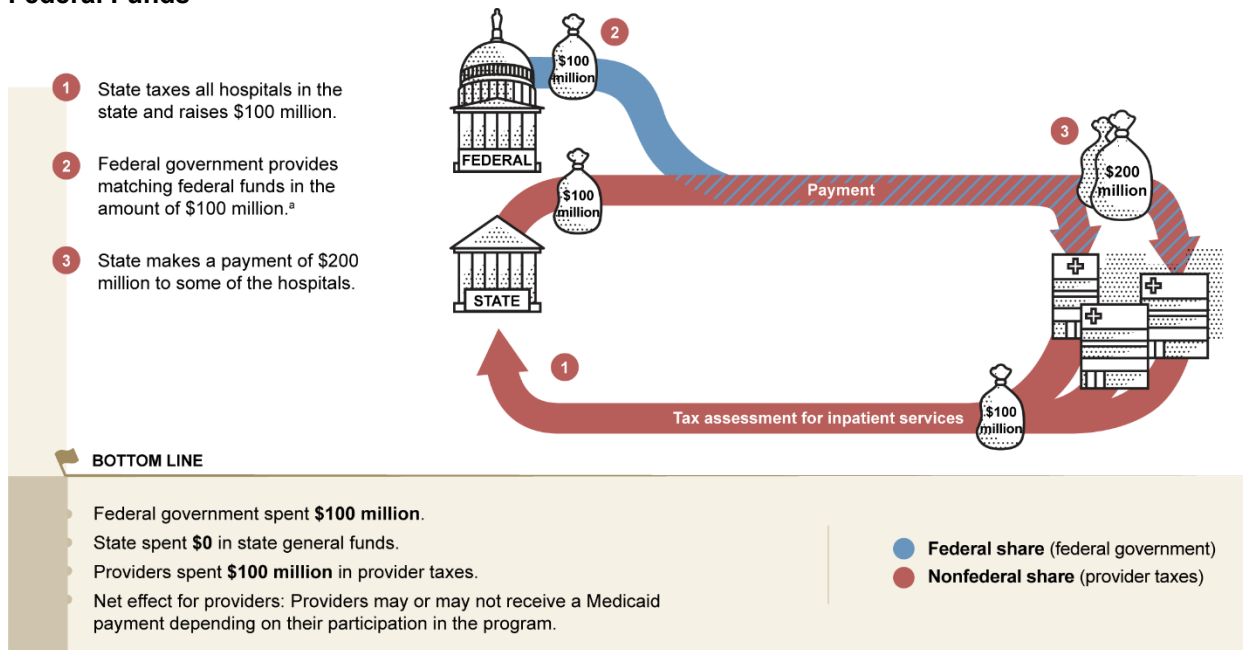 Federal Funds
1 State taxes all hospitals in the
state and raises $100 million.
2 Federal government provides
matching federal funds in the
amount of $100 million.ᵃ
3 State makes a payment of $200
million to some of the hospitals.
2
$100
million
FEDERAL
$100
million
STATE
Payment
3
$200
million
1
Tax assessment for inpatient services
$100
million
BOTTOM LINE
Federal government spent $100 million.
State spent $0 in state general funds.
Providers spent $100 million in provider taxes.
Net effect for providers: Providers may or may not receive a Medicaid
payment depending on their participation in the program.
Federal share (federal government)
Nonfederal share (provider taxes)